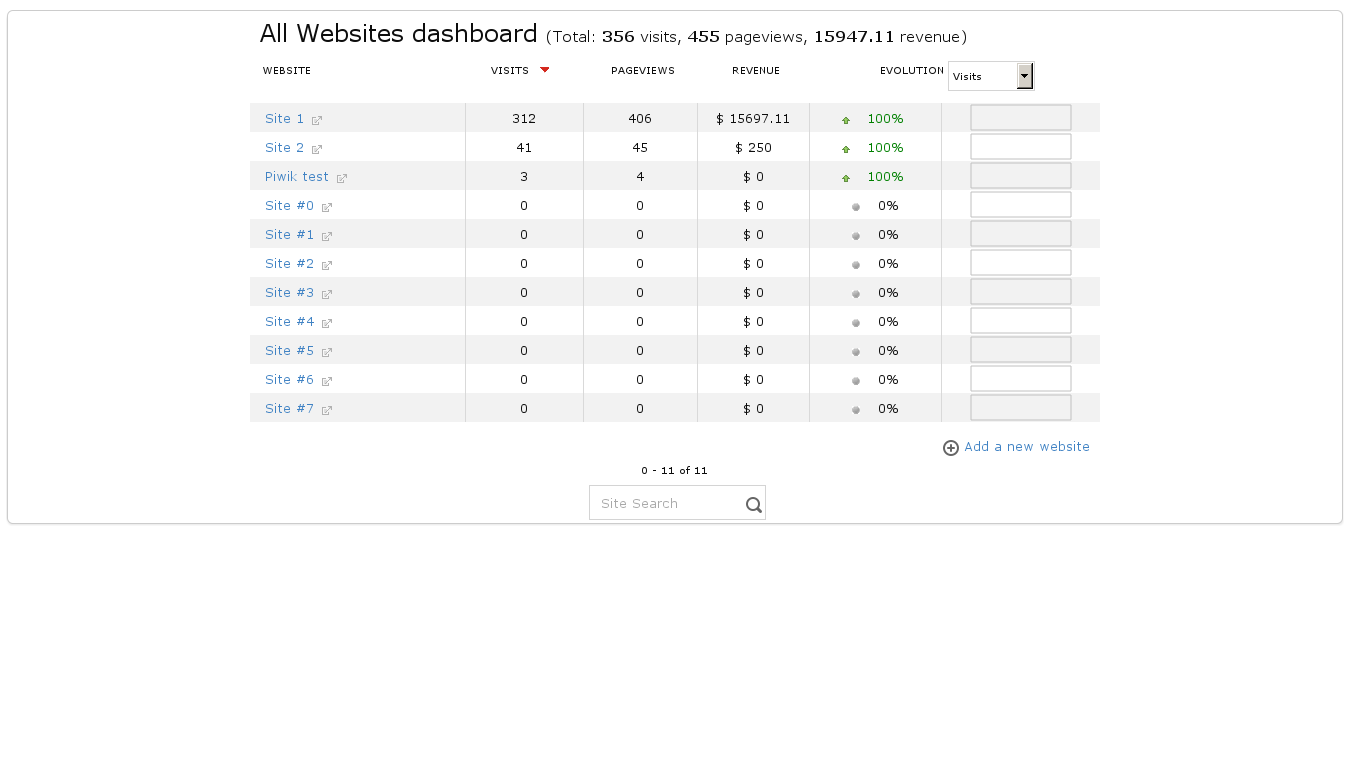 All Websites dashboard (Total: 356 visits, 455 pageviews, 15947.11 revenue)
WEBSITE VISITS PAGEVIEWS REVENUE EVOLUTION Visits
Site 1 312 406 $ 15697.11 100%
Site 2 41 45 $ 250 100%
Piwik test 3 4 $ 0 100%
Site #0 0 0 $ 0 0%
Site #1 0 0 $ 0 0%
Site #2 0 0 $ 0 0%
Site #3 0 0 $ 0 0%
Site #4 0 0 $ 0 0%
Site #5 0 0 $ 0 0%
Site #6 0 0 $ 0 0%
Site #7 0 0 $ 0 0%
Add a new website
0 - 11 of 11
Site Search